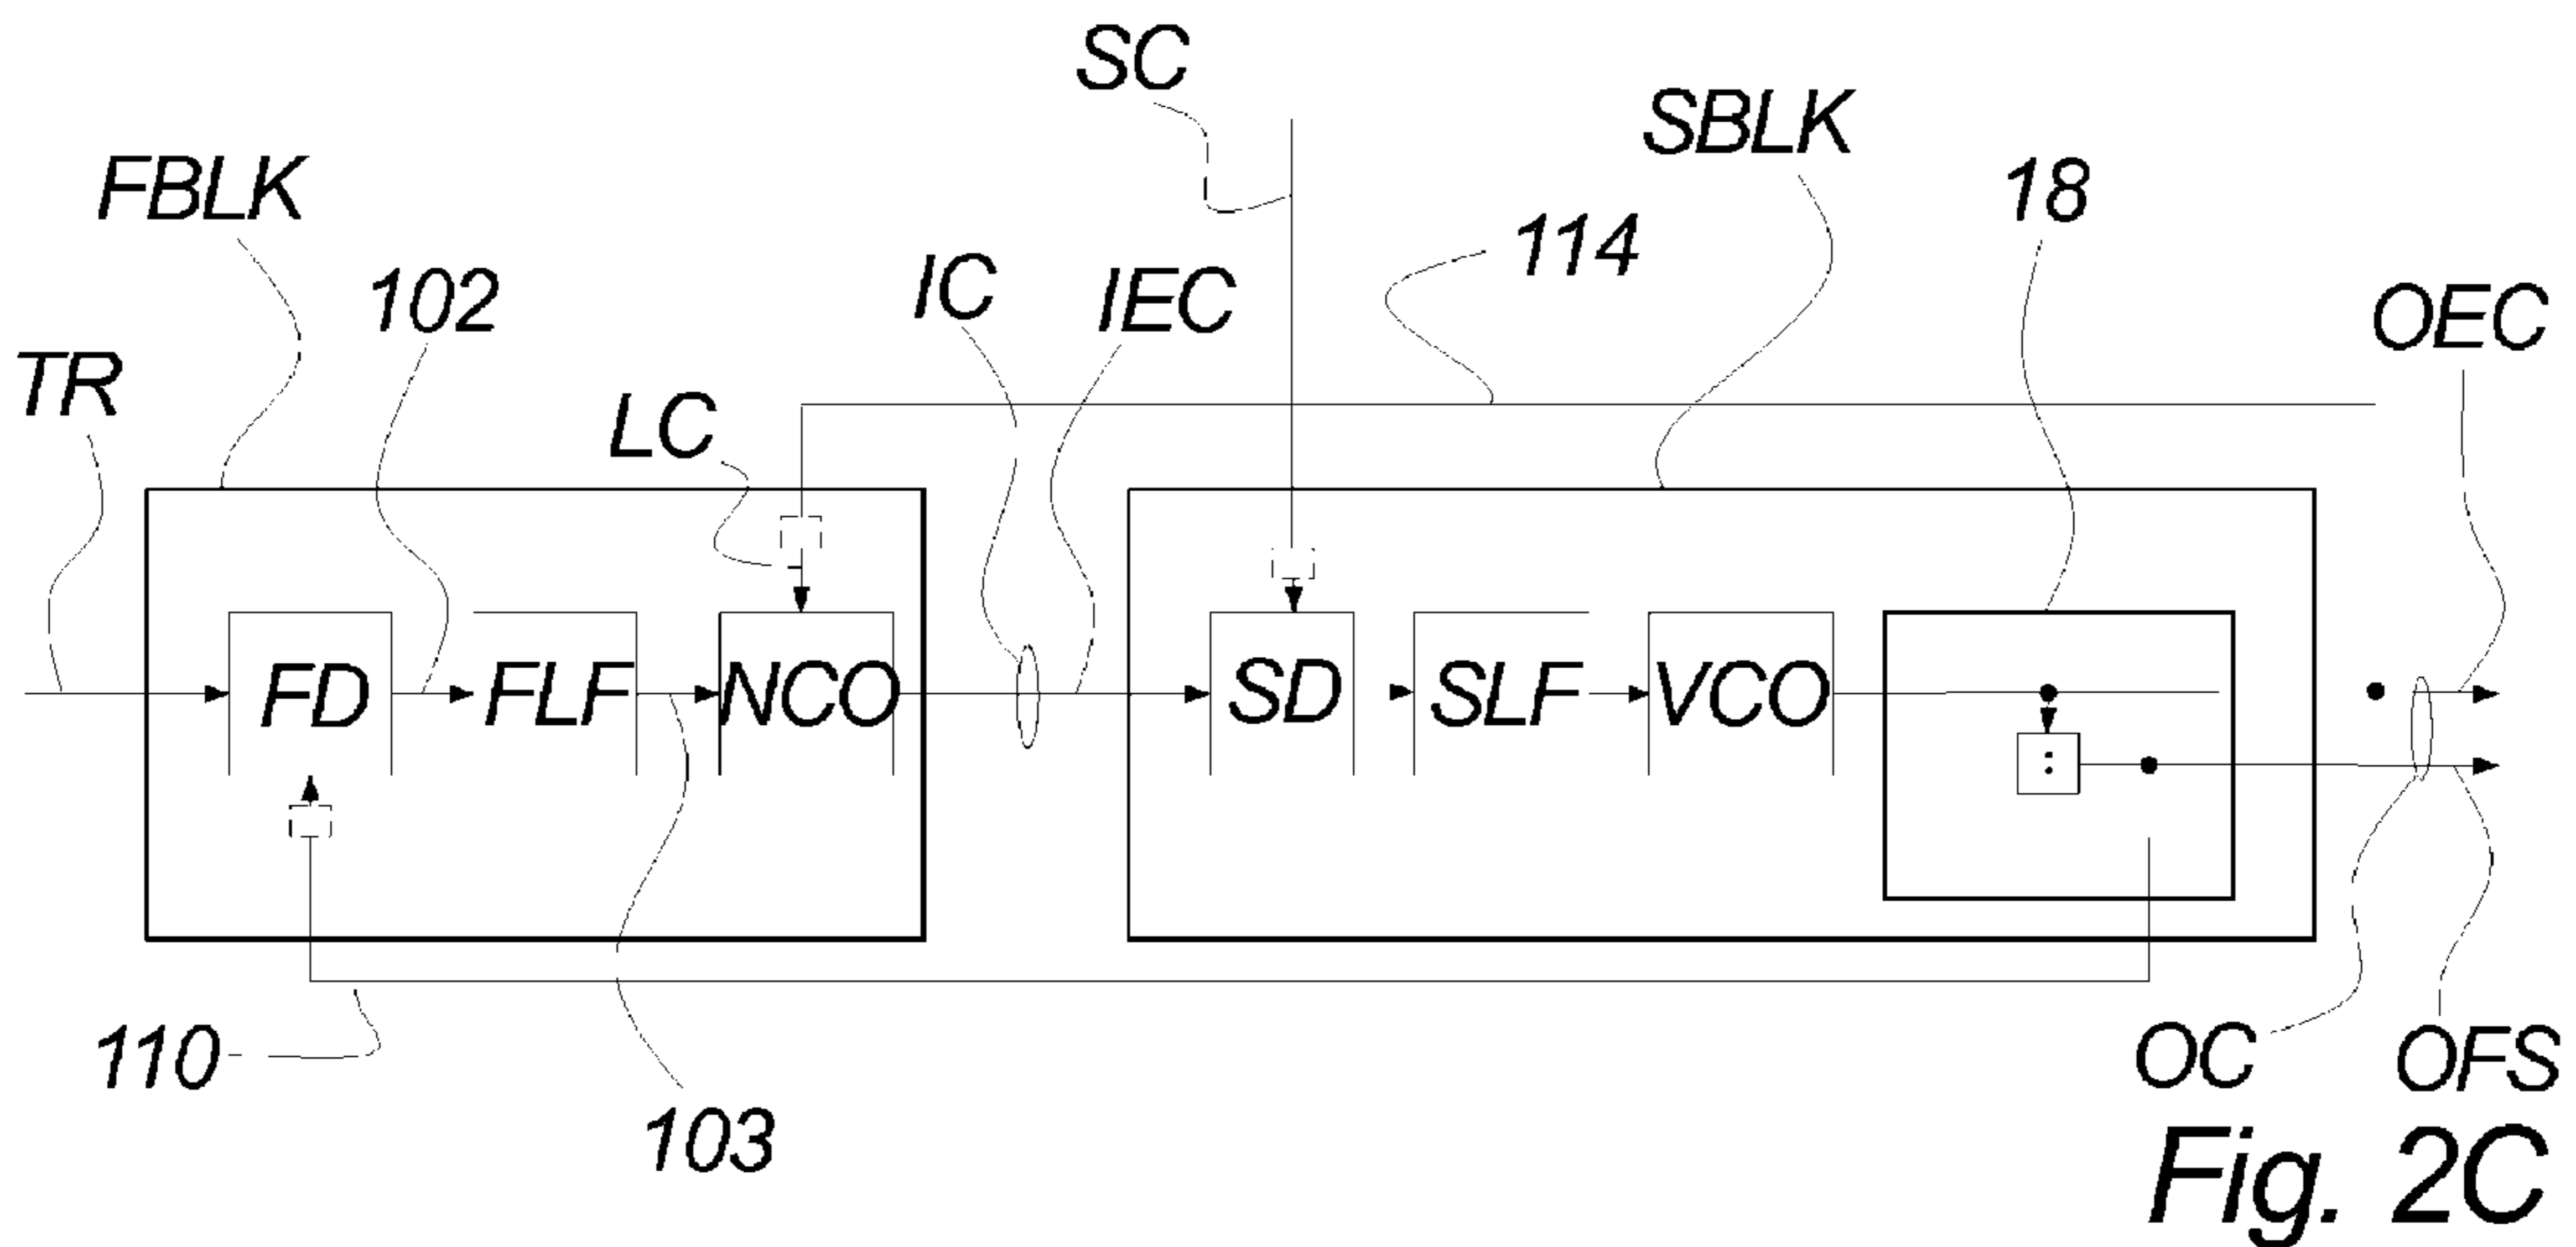 SC
SBLK
FBLK
18
114
102
IC
IEC
OEC
TR
LC
FD
FLF
NCO
SD
SLF
VCO
:
110
103
OC
OFS
Fig. 2C